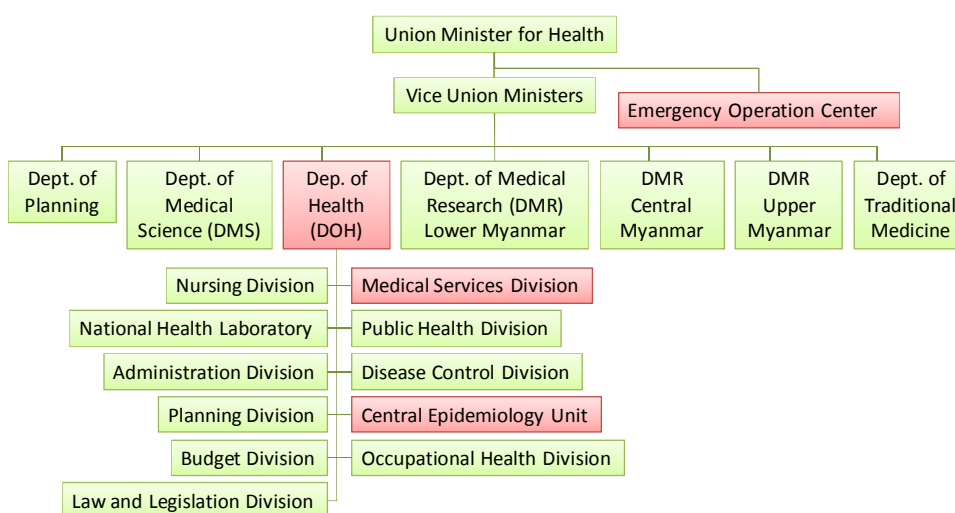 Union Minister for Health
Vice Union Ministers
Emergency Operation Center
Dept. of
Planning
Dept. of
Medical
Science (DMS)
Dep. of
Health
(DOH)
Dept. of Medical
Research (DMR)
Lower Myanmar
DMR
Central
Myanmar
DMR
Upper
Myanmar
Dept. of
Traditional
Medicine
Nursing Division
Medical Services Division
National Health Laboratory
Public Health Division
Administration Division
Disease Control Division
Planning Division
Central Epidemiology Unit
Budget Division
Occupational Health Division
Law and Legislation Division